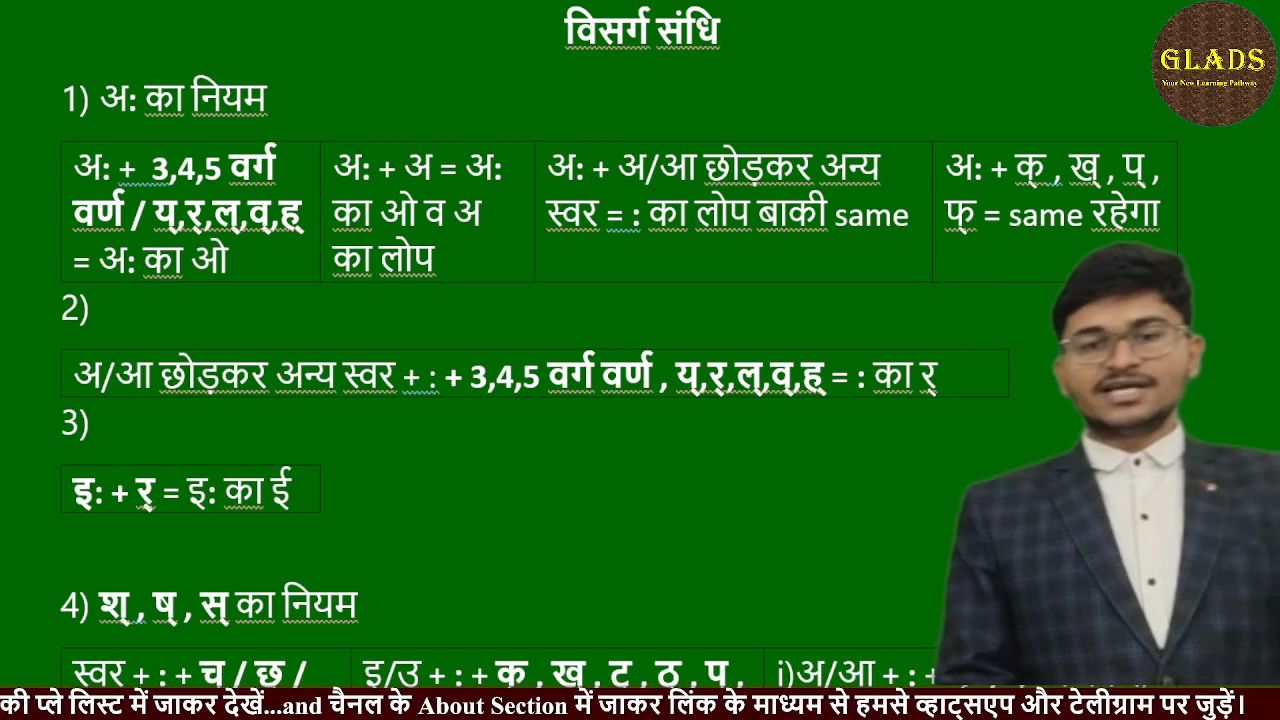 विसर्ग संधि
GLADS
Your New Learning Pathway
1) अः का नियम
अः + 3,4,5 वर्ग
वर्ण / य्,र्,ल्,व्,ह्
= अः का ओ
अः + अ = अः
का ओ व अ
का लोप
अः + अ/आ छोड़कर अन्य
स्वर = : का लोप बाकी same
अः + क् , ख् , प् ,
फ् = same रहेगा
2)
अ/आ छोड़कर अन्य स्वर + : + 3,4,5 वर्ग वर्ण , य्,र्,ल्,व्,ह् = : का र्
3)
इः + र् = इः का ई
4) श् , ष् , स् का नियम
स्वर + : + च / छ /
इ/उ + : + क , ख , ट , ठ , प ,
i)अ/आ + : +
की प्ले लिस्ट में जाकर देखें...and चैनल के About Section में जाकर लिंक के माध्यम से हमसे व्हाट्सएप और टेलीग्राम पर जुड़ें।